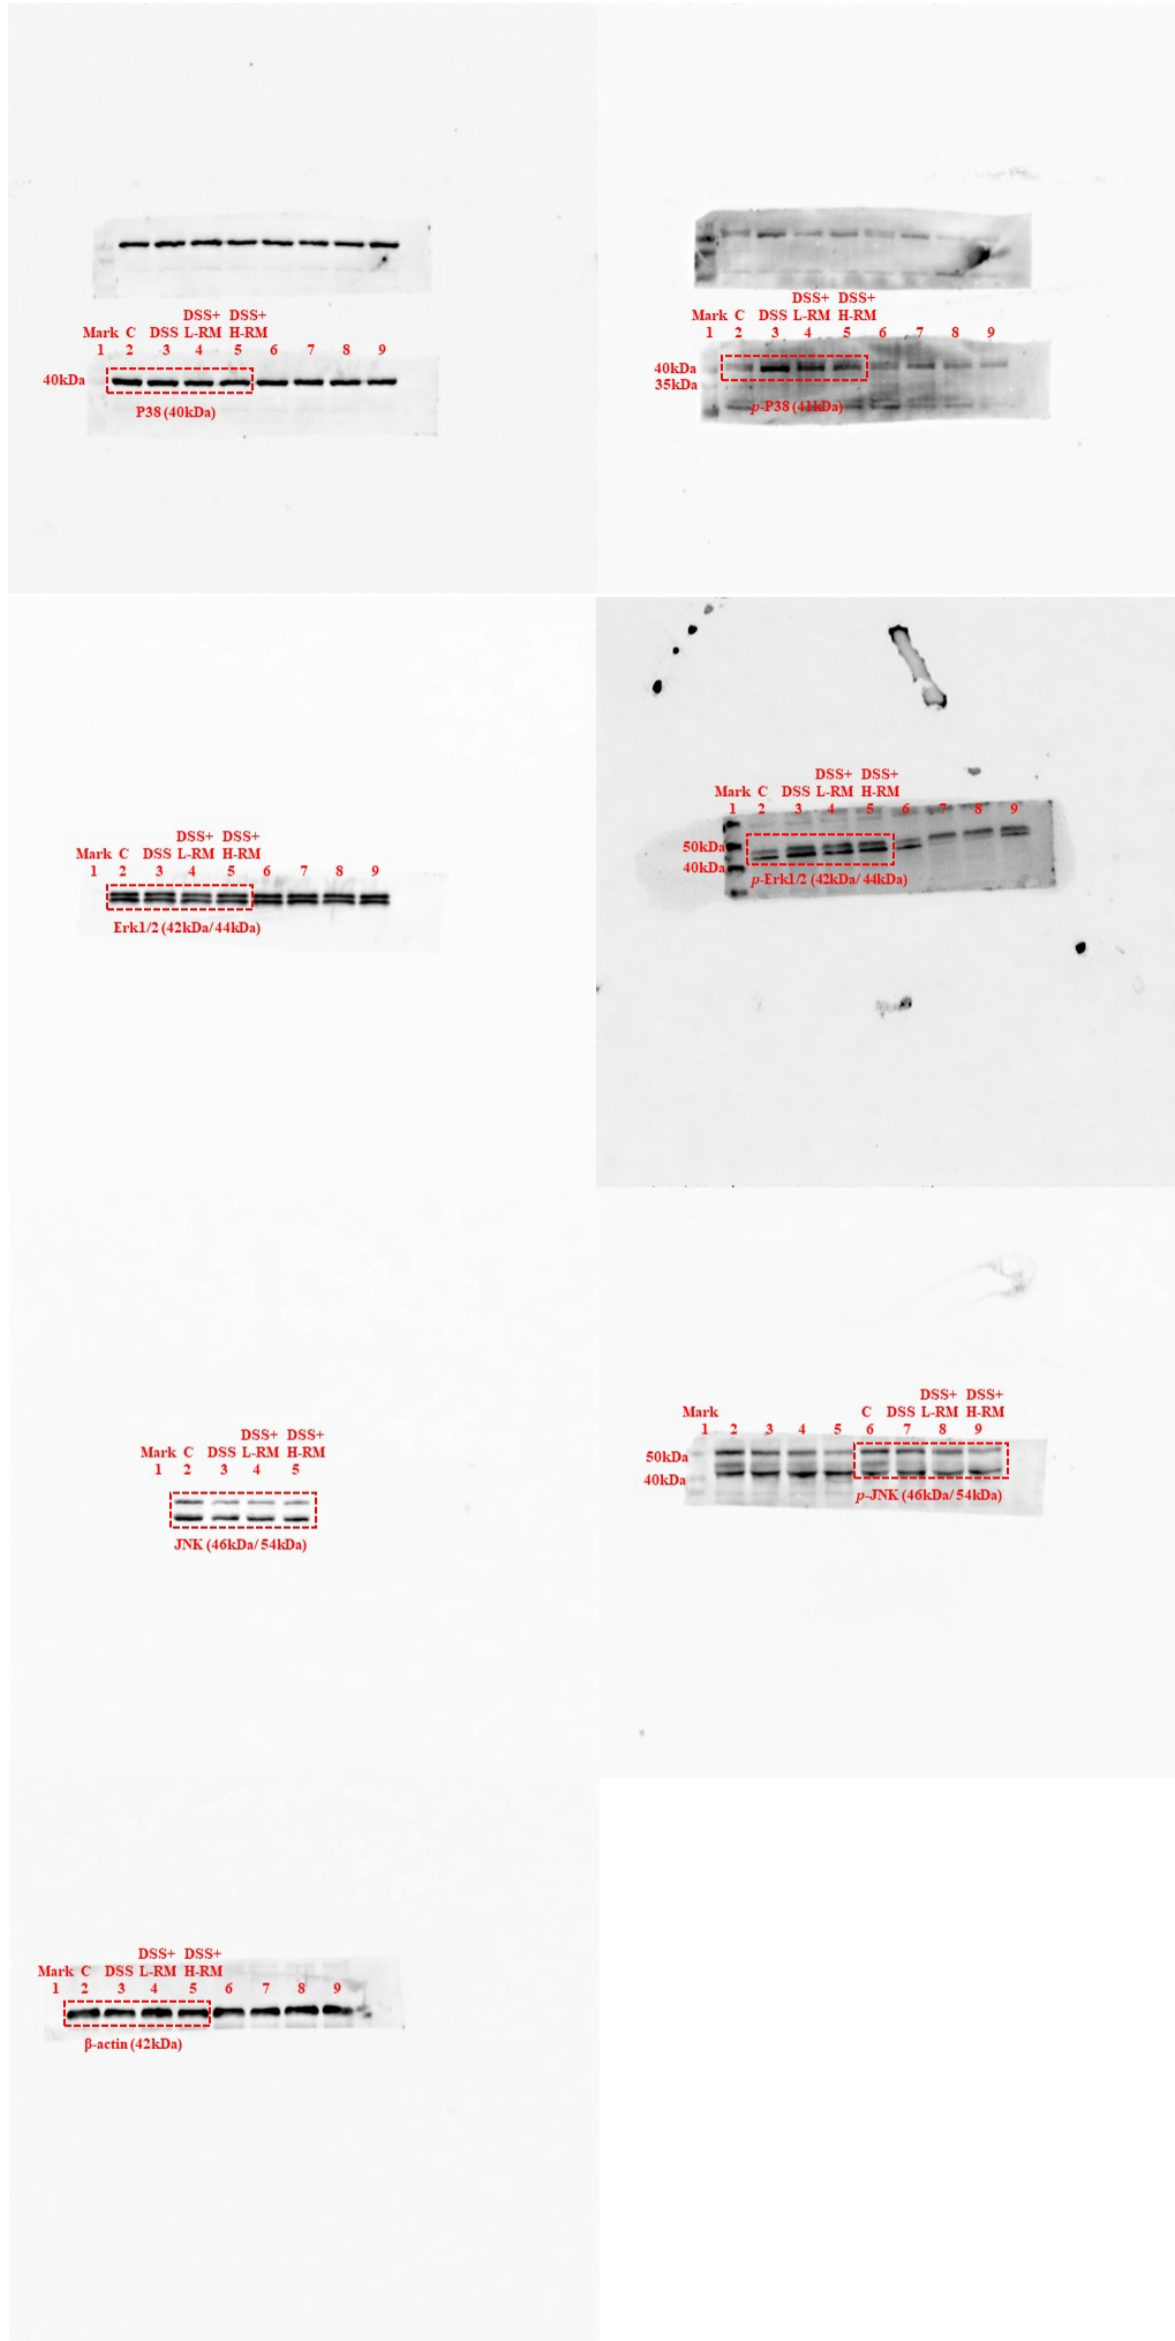 DSS+ DSS+
Mark C DSS L-RM H-RM
1 2 3 4 5 6 7 8 9
40kDa
P38 (40kDa)
DSS+ DSS+
Mark C DSS L-RM H-RM
1 2 3 4 5 6 7 8 9
40kDa
35kDa
p-P38 (41kDa)
DSS+ DSS+
Mark C DSS L-RM H-RM
1 2 3 4 5 6 7 8 9
Erk1/2 (42kDa/44kDa)
DSS+ DSS+
Mark C DSS L-RM H-RM
1 2 3 4 5 6 7 8 9
50kDa
40kDa
p-Erk1/2 (42kDa/44kDa)
DSS+ DSS+
Mark C DSS L-RM H-RM
1 2 3 4 5
JNK (46kDa/54kDa)
DSS+ DSS+
Mark C DSS L-RM H-RM
1 2 3 4 5 6 7 8 9
50kDa
40kDa
p-JNK (46kDa/54kDa)
DSS+ DSS+
Mark C DSS L-RM H-RM
1 2 3 4 5 6 7 8 9
β-actin (42kDa)